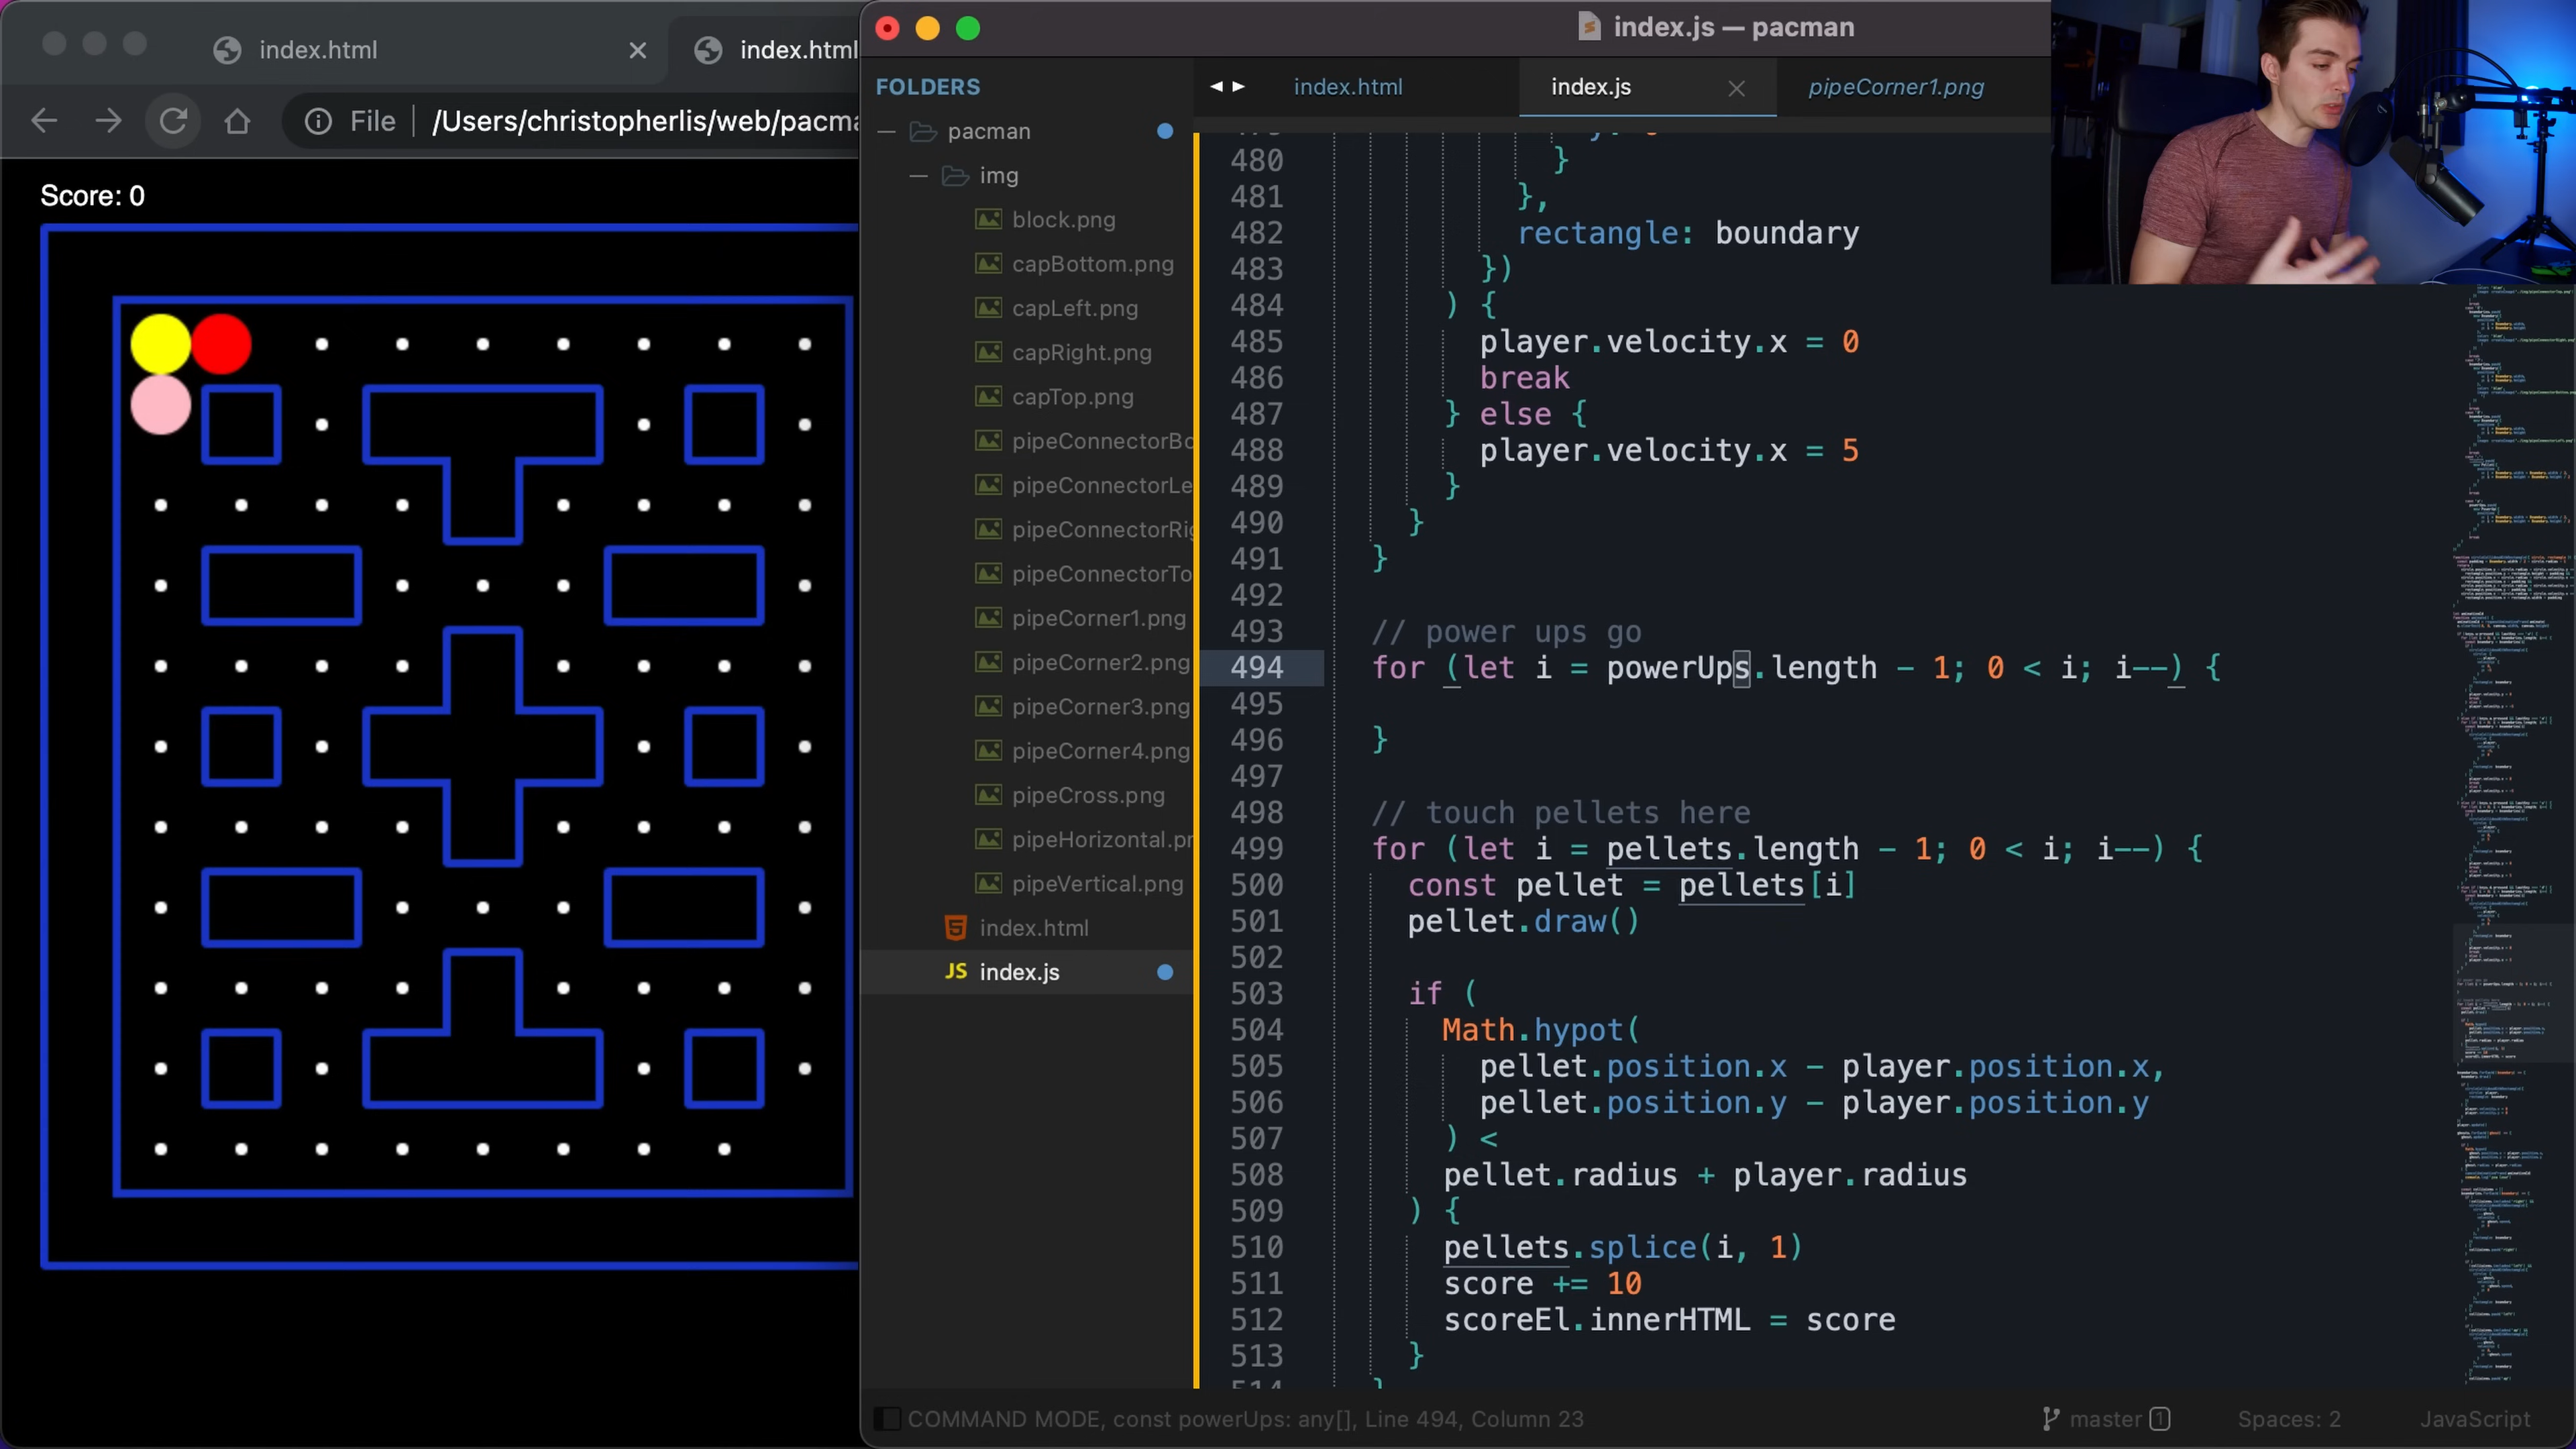 index.html
index.html
File
/Users/christopherlis/web/pacma
Score: 0
index.js — pacman
FOLDERS
pacman
img
block.png
capBottom.png
capLeft.png
capRight.png
capTop.png
pipeConnectorBo
pipeConnectorLe
pipeConnectorRig
pipeConnectorTo
pipeCorner1.png
pipeCorner2.png
pipeCorner3.png
pipeCorner4.png
pipeCross.png
pipeHorizontal.pn
pipeVertical.png
index.html
JS index.js
index.html
index.js
pipeCorner1.png
480 }
481 },
482 rectangle: boundary
483 })
484 ) {
485 player.velocity.x = 0
486 break
487 } else {
488 player.velocity.x = 5
489 }
490 }
491 }
492
493 // power ups go
494 for (let i = powerUps.length - 1; 0 < i; i--) {
495
496 }
497
498 // touch pellets here
499 for (let i = pellets.length - 1; 0 < i; i--) {
500 const pellet = pellets[i]
501 pellet.draw()
502
503 if (
504 Math.hypot(
505 pellet.position.x - player.position.x,
506 pellet.position.y - player.position.y
507 ) <
508 pellet.radius + player.radius
509 ) {
510 pellets.splice(i, 1)
511 score += 10
512 scoreEl.innerHTML = score
513 }
514 }
COMMAND MODE, const powerUps: any[], Line 494, Column 23
master 1
Spaces: 2
JavaScript